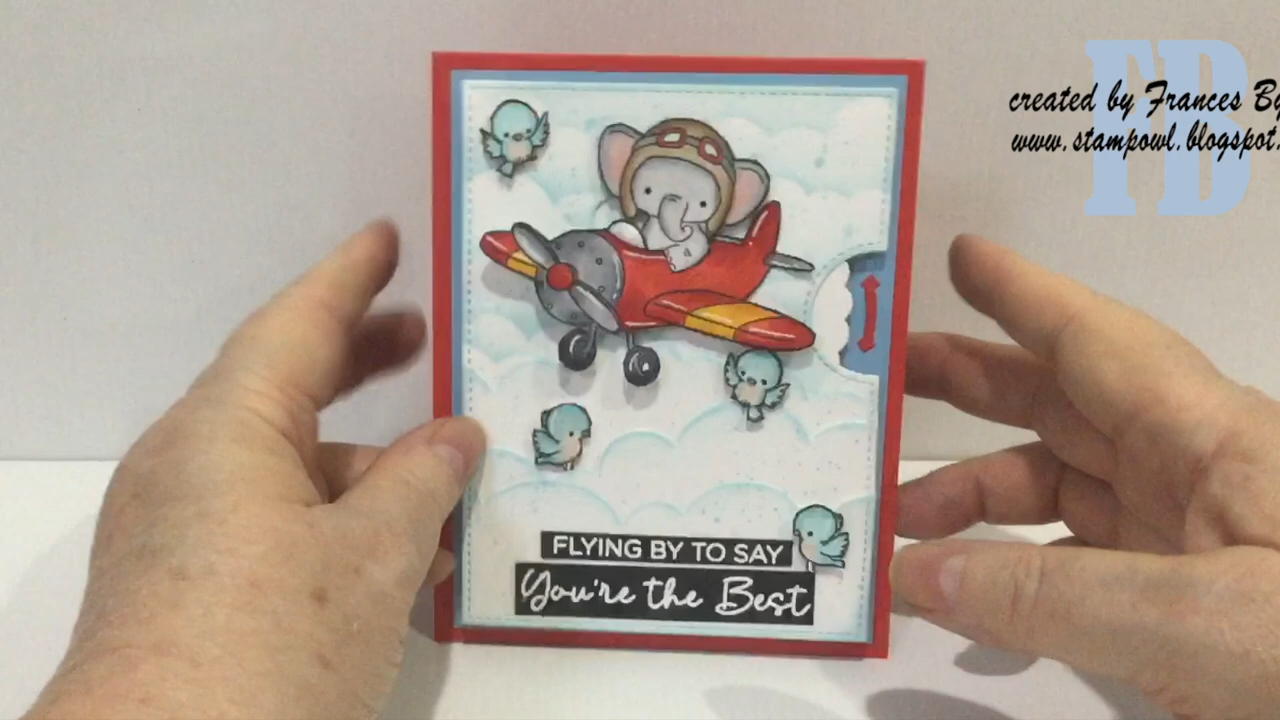 FB
created by Frances By
www.stampowl.blogspot.
FLYING BY TO SAY
You're the Best